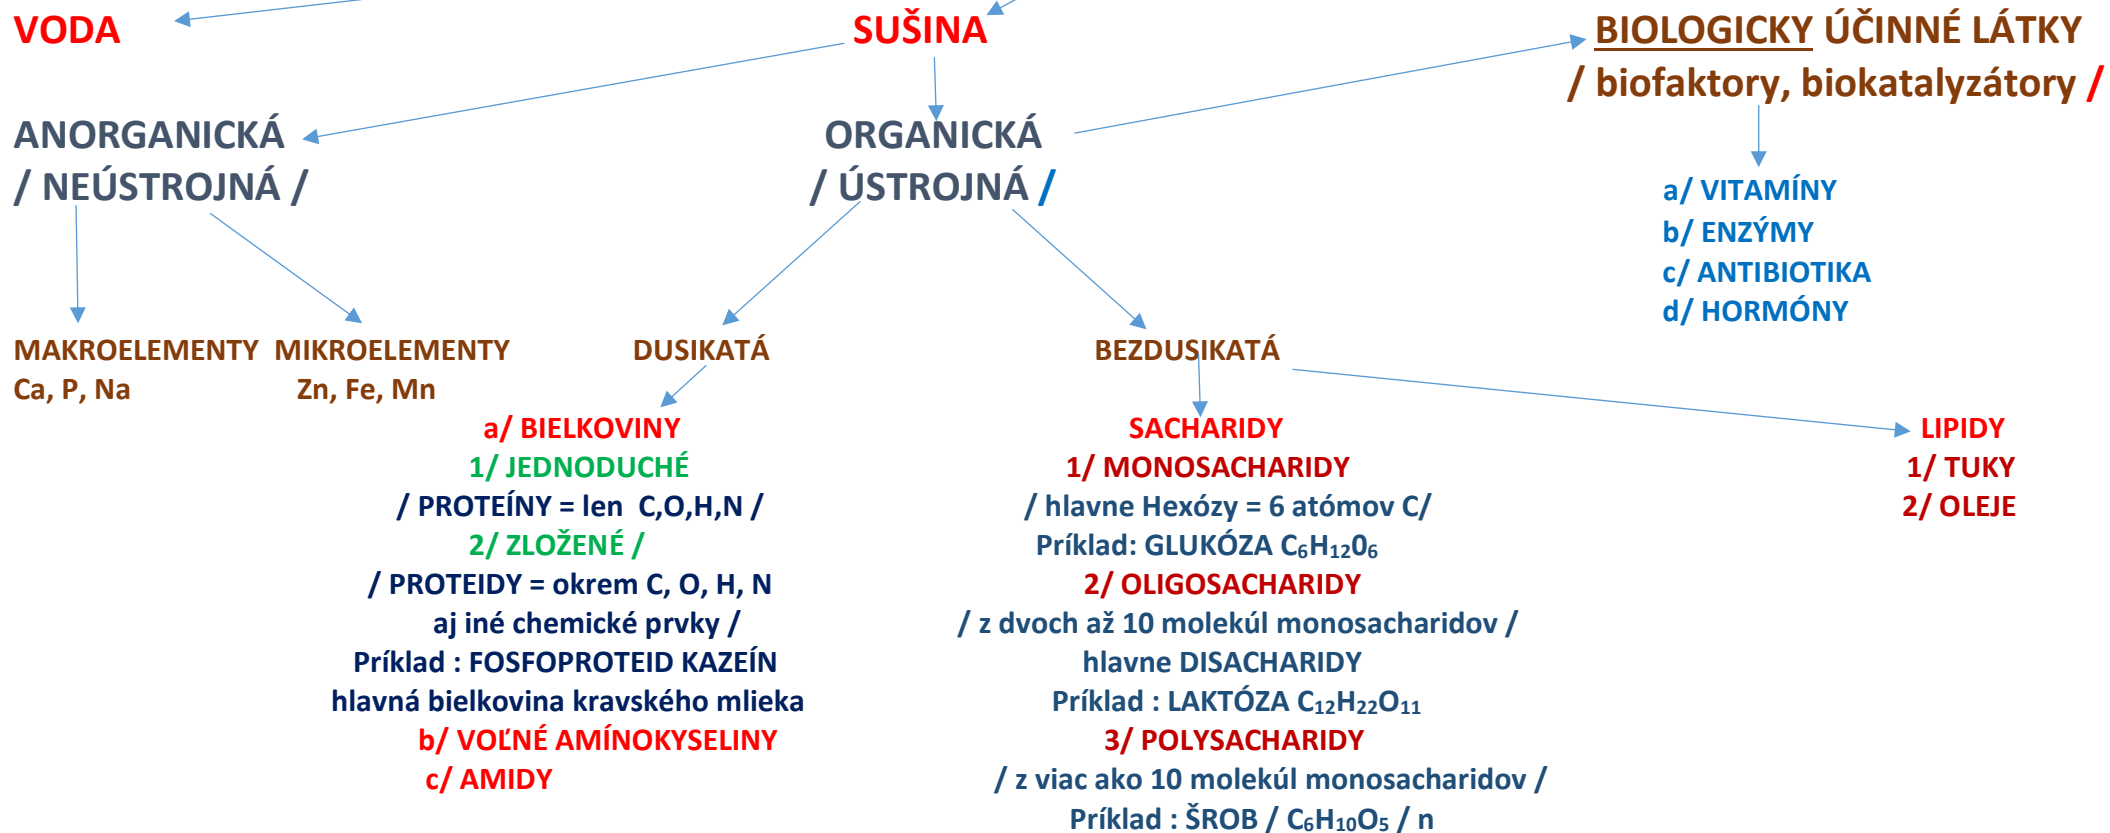 VODA
SUŠINA
BIOLOGICKY ÚČINNÉ LÁTKY
/ biofaktory, biokatalyzátory /
ANORGANICKÁ
/ NEÚSTROJNÁ /
ORGANICKÁ
/ ÚSTROJNÁ /
a/ VITAMÍNY
b/ ENZÝMY
c/ ANTIBIOTIKA
d/ HORMÓNY
MAKROELEMENTY
Ca, P, Na
MIKROELEMENTY
Zn, Fe, Mn
DUSIKATÁ
a/ BIELKOVINY
1/ JEDNODUCHÉ
/ PROTEÍNY = len C,O,H,N /
2/ ZLOŽENÉ /
/ PROTEIDY = okrem C, O, H, N
aj iné chemické prvky /
Príklad : FOSFOPROTEID KAZEÍN
hlavná bielkovina kravského mlieka
b/ VOĽNÉ AMÍNOKYSELINY
c/ AMIDY
BEZDUSIKATÁ
SACHARIDY
1/ MONOSACHARIDY
/ hlavne Hexózy = 6 atómov C/
Príklad: GLUKÓZA C₆H₁₂0₆
2/ OLIGOSACHARIDY
/ z dvoch až 10 molekúl monosacharidov /
hlavne DISACHARIDY
Príklad : LAKTÓZA C₁₂H₂₂O₁₁
3/ POLYSACHARIDY
/ z viac ako 10 molekúl monosacharidov /
Príklad : ŠROB / C₆H₁₀O₅ / n
LIPIDY
1/ TUKY
2/ OLEJE